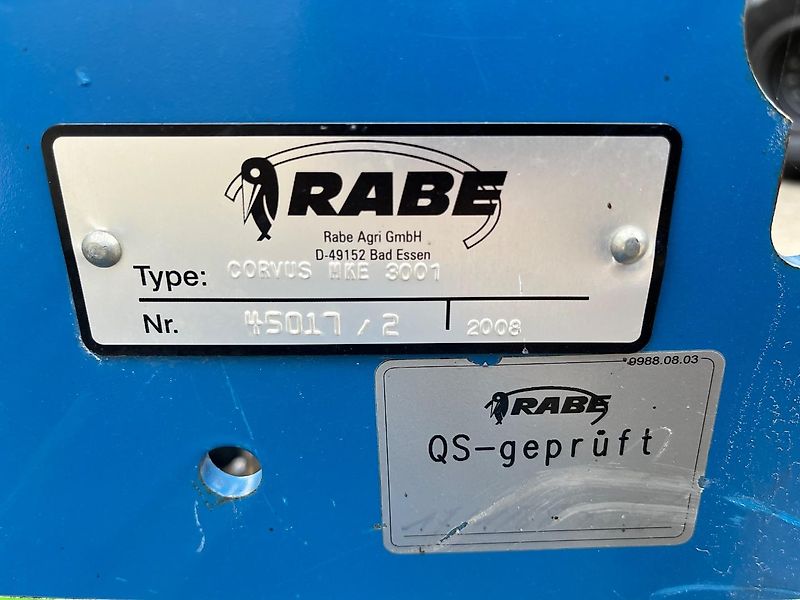 RABE
Rabe Agri GmbH
D-49152 Bad Essen
Type: CORVUS MKE 3001
Nr. 45017/2 2008
9988.08.03
RABE
QS-geprüft